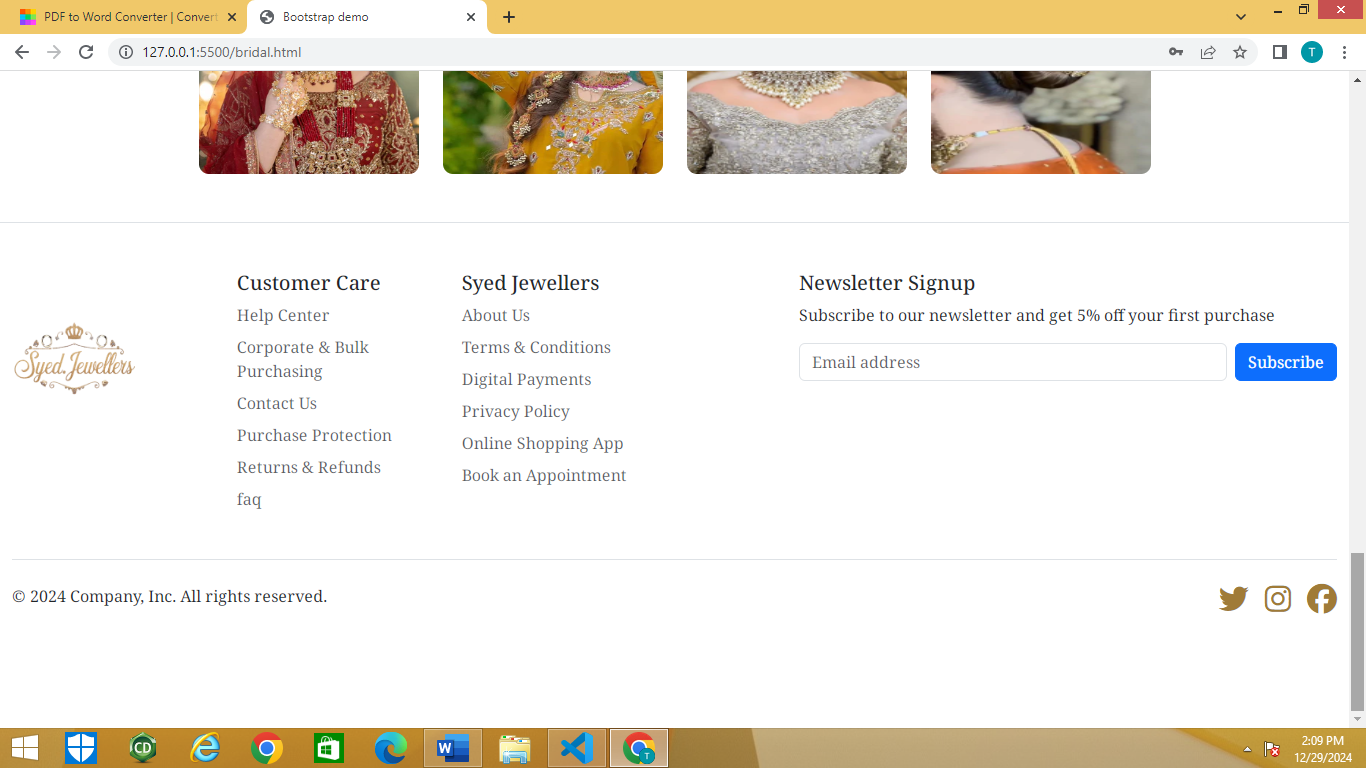 PDF to Word Converter | Convert
Bootstrap demo
127.0.0.1:5500/bridal.html
T
Customer Care
Help Center
Corporate & Bulk
Purchasing
Contact Us
Purchase Protection
Returns & Refunds
faq
Syed Jewellers
About Us
Terms & Conditions
Digital Payments
Privacy Policy
Online Shopping App
Book an Appointment
Newsletter Signup
Subscribe to our newsletter and get 5% off your first purchase
Email address
Subscribe
Syed.Jewellers
© 2024 Company, Inc. All rights reserved.
CD
W
T
2:09 PM
12/29/2024